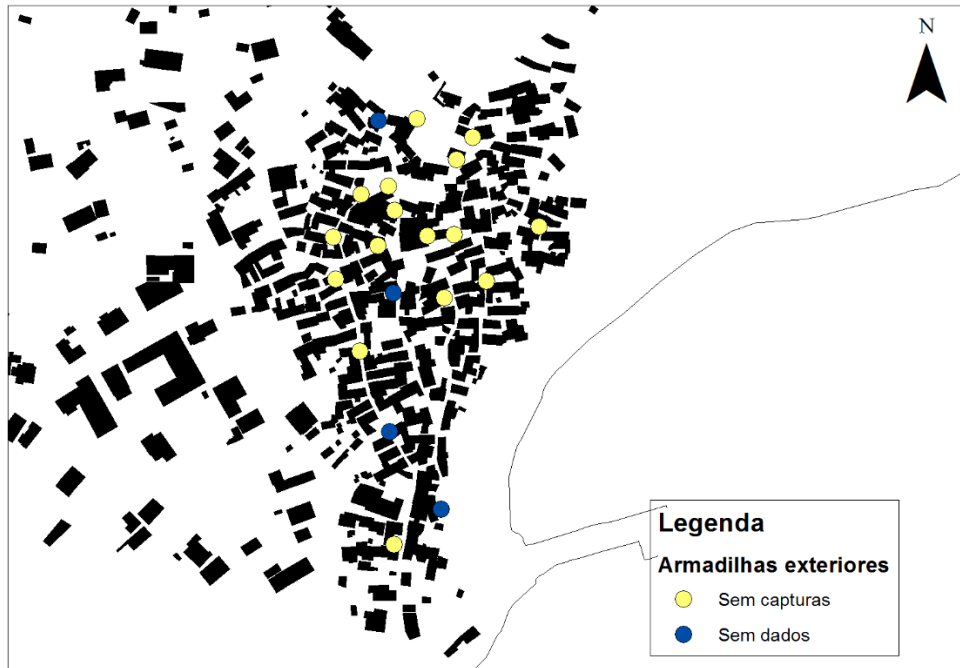 N
Legenda
Armadilhas exteriores
Sem capturas
Sem dados